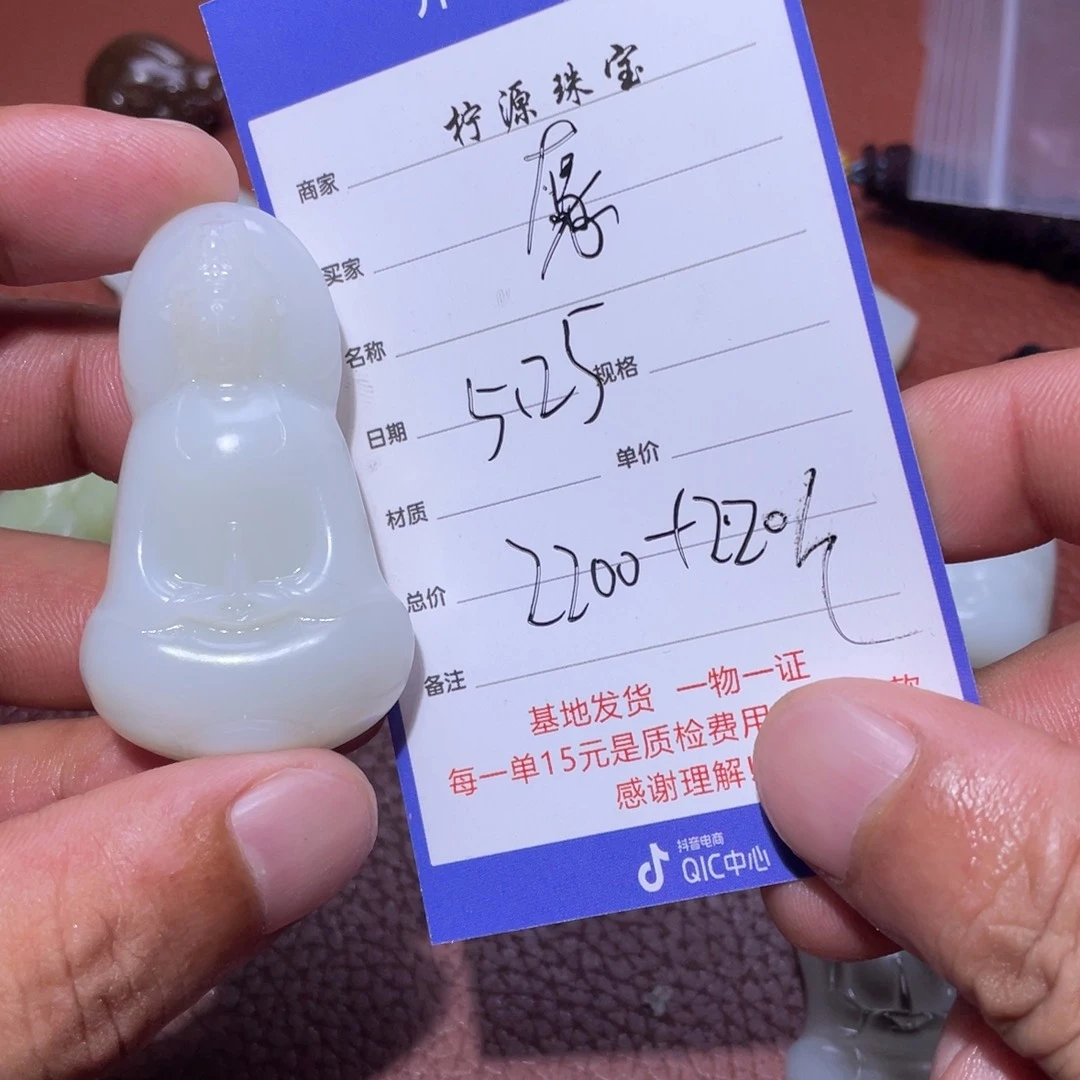 商家 柠源珠宝
买家
名称
日期 5.25 规格
材质 单价
总价 2200+220
备注
基地发货 一物一证 款
每一单15元是质检费用
感谢理解!
抖音电商
QIC中心